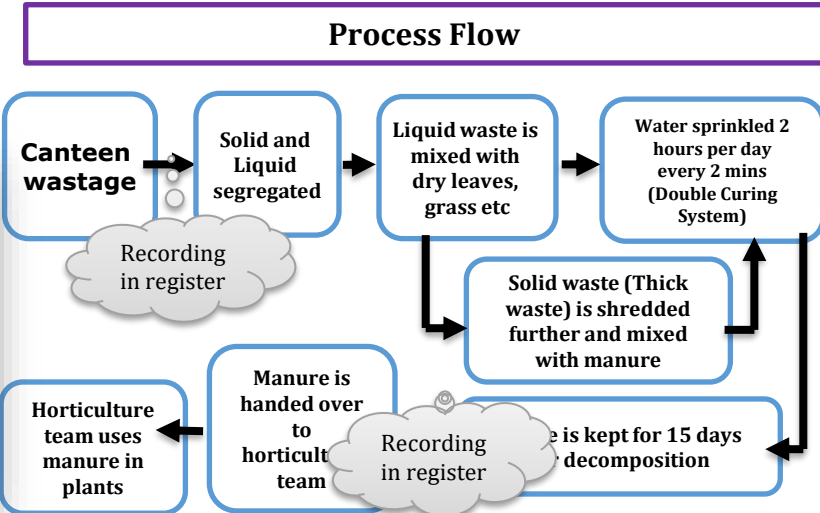 Process Flow
Canteen
wastage
Solid and
Liquid
segregated
Liquid waste is
mixed with
dry leaves,
grass etc
Water sprinkled 2
hours per day
every 2 mins
(Double Curing
System)
Recording
in register
Solid waste (Thick
waste) is shredded
further and mixed
with manure
Horticulture
team uses
manure in
plants
Manure is
handed over
to
team
Recording
in register
is kept for 15 days
decomposition